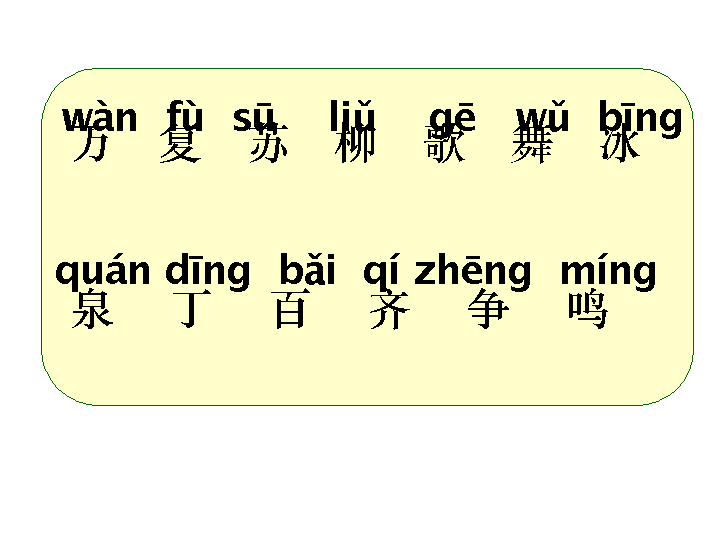 wàn fù sū liǔ gē wǔ bīng
万 复 苏 柳 歌 舞 冰
quán dīng bǎi qí zhēng míng
泉 丁 百 齐 争 鸣